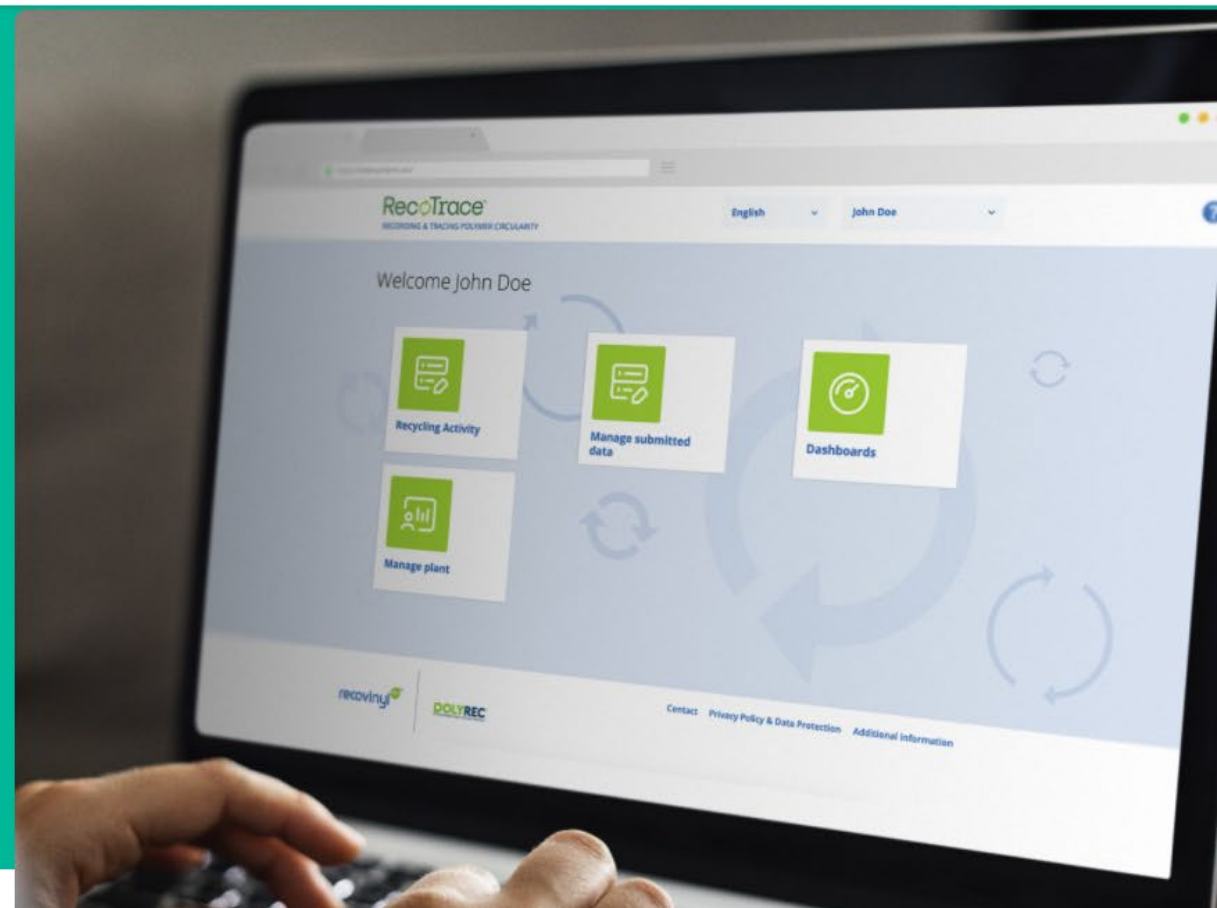 RecoTrace
RECORDING & TRACING POLYMER CIRCULARITY
English
John Doe
?
Welcome John Doe
Recycling Activity
Manage submitted
data
Dashboards
Manage plant
recovinyl
POLYREC
Contact Privacy Policy & Data Protection Additional information